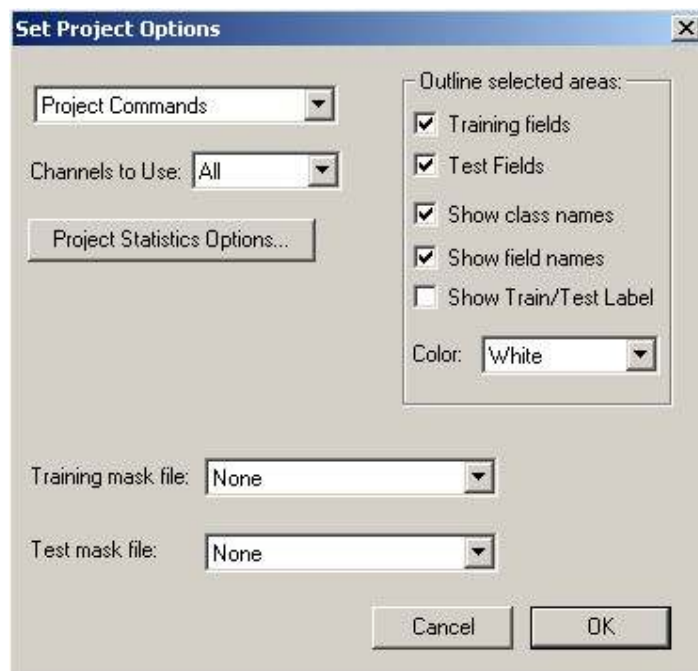 Set Project Options
Project Commands
Channels to Use: All
Project Statistics Options...
Outline selected areas:
Training fields
Test Fields
Show class names
Show field names
Show Train/Test Label
Color: White
Training mask file: None
Test mask file: None
Cancel OK